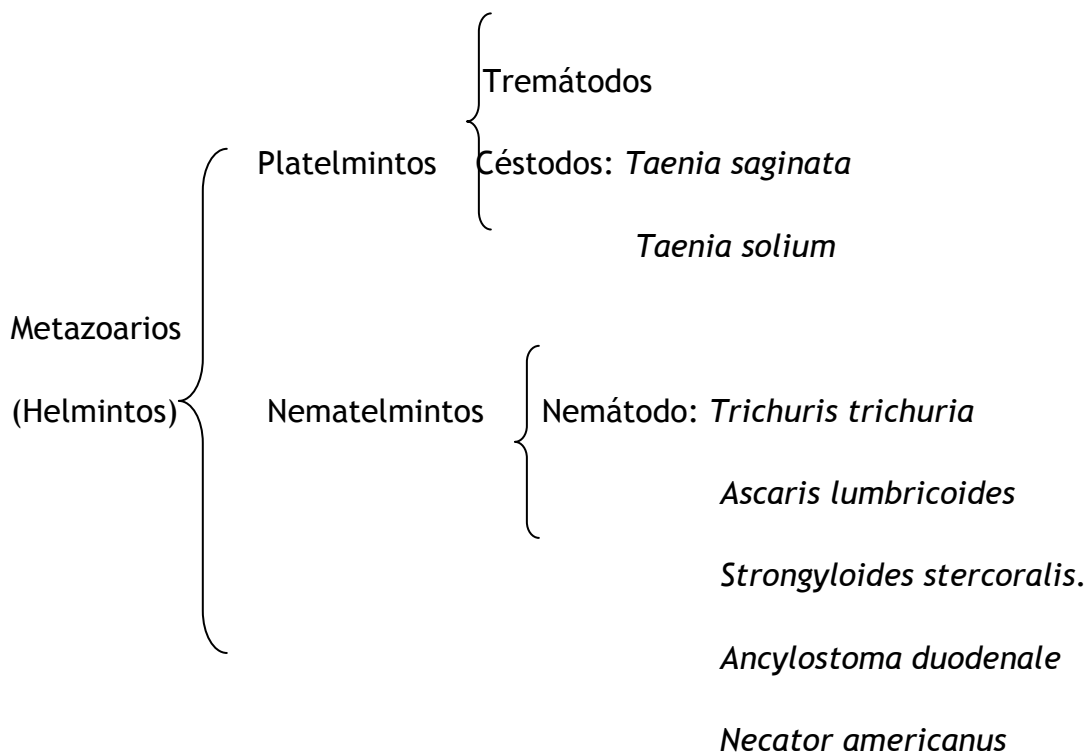 Tremátodos
Platelmintos Céstodos: Taenia saginata
Taenia solium
Metazoarios
(Helmintos) Nematelmintos Nemátodo: Trichuris trichuria
Ascaris lumbricoides
Strongyloides stercoralis.
Ancylostoma duodenale
Necator americanus